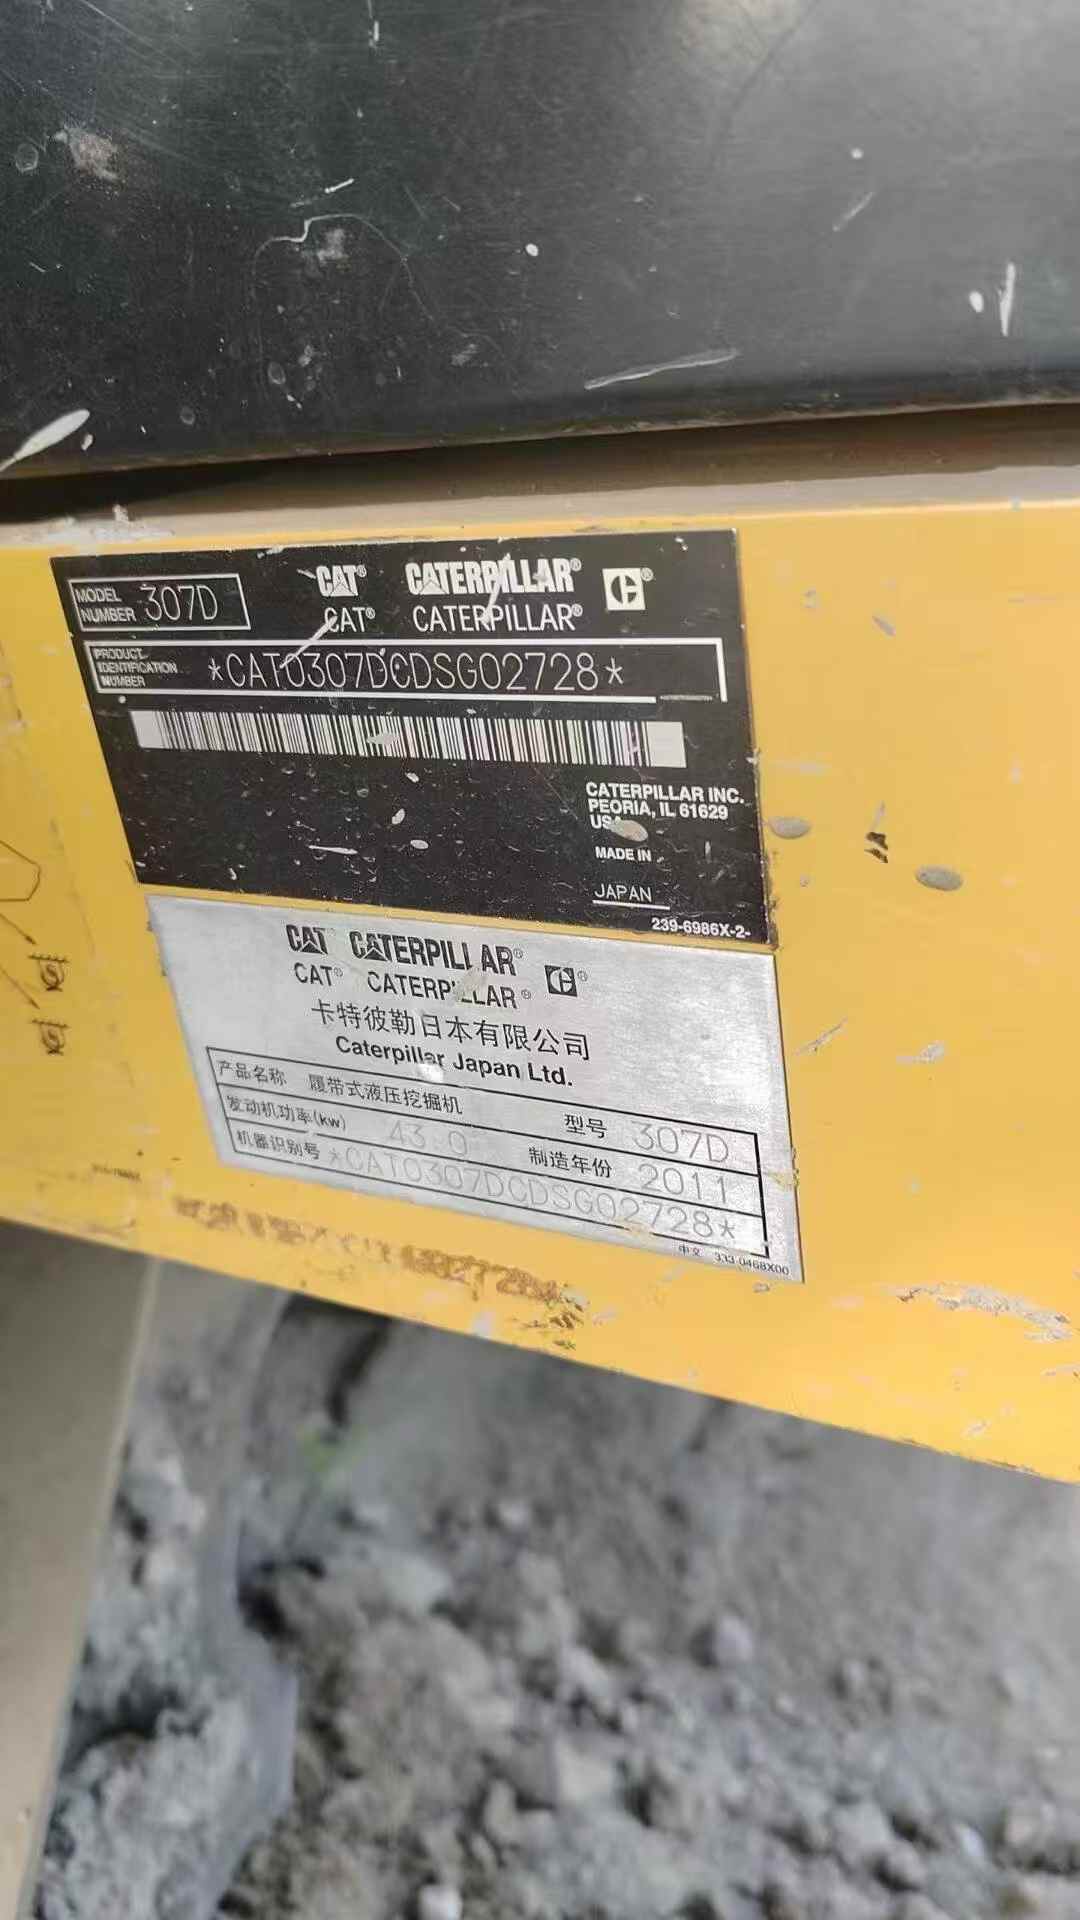 MODEL NUMBER 307D
CAT® CATERPILLAR® C®
CAT® CATERPILLAR®
PRODUCT IDENTIFICATION NUMBER *CAT0307DCDSG02728*
CATERPILLAR INC.
PEORIA, IL 61629
USA
MADE IN
JAPAN
239-6986X-2-
CAT CATERPILLAR® C®
CAT® CATERPILLAR®
卡特彼勒日本有限公司
Caterpillar Japan Ltd.
产品名称 履带式液压挖掘机 型号 307D
发动机功率(kw) 43.0 制造年份 2011
机器识别号 *CAT0307DCDSG02728*
中文 333 0468X00